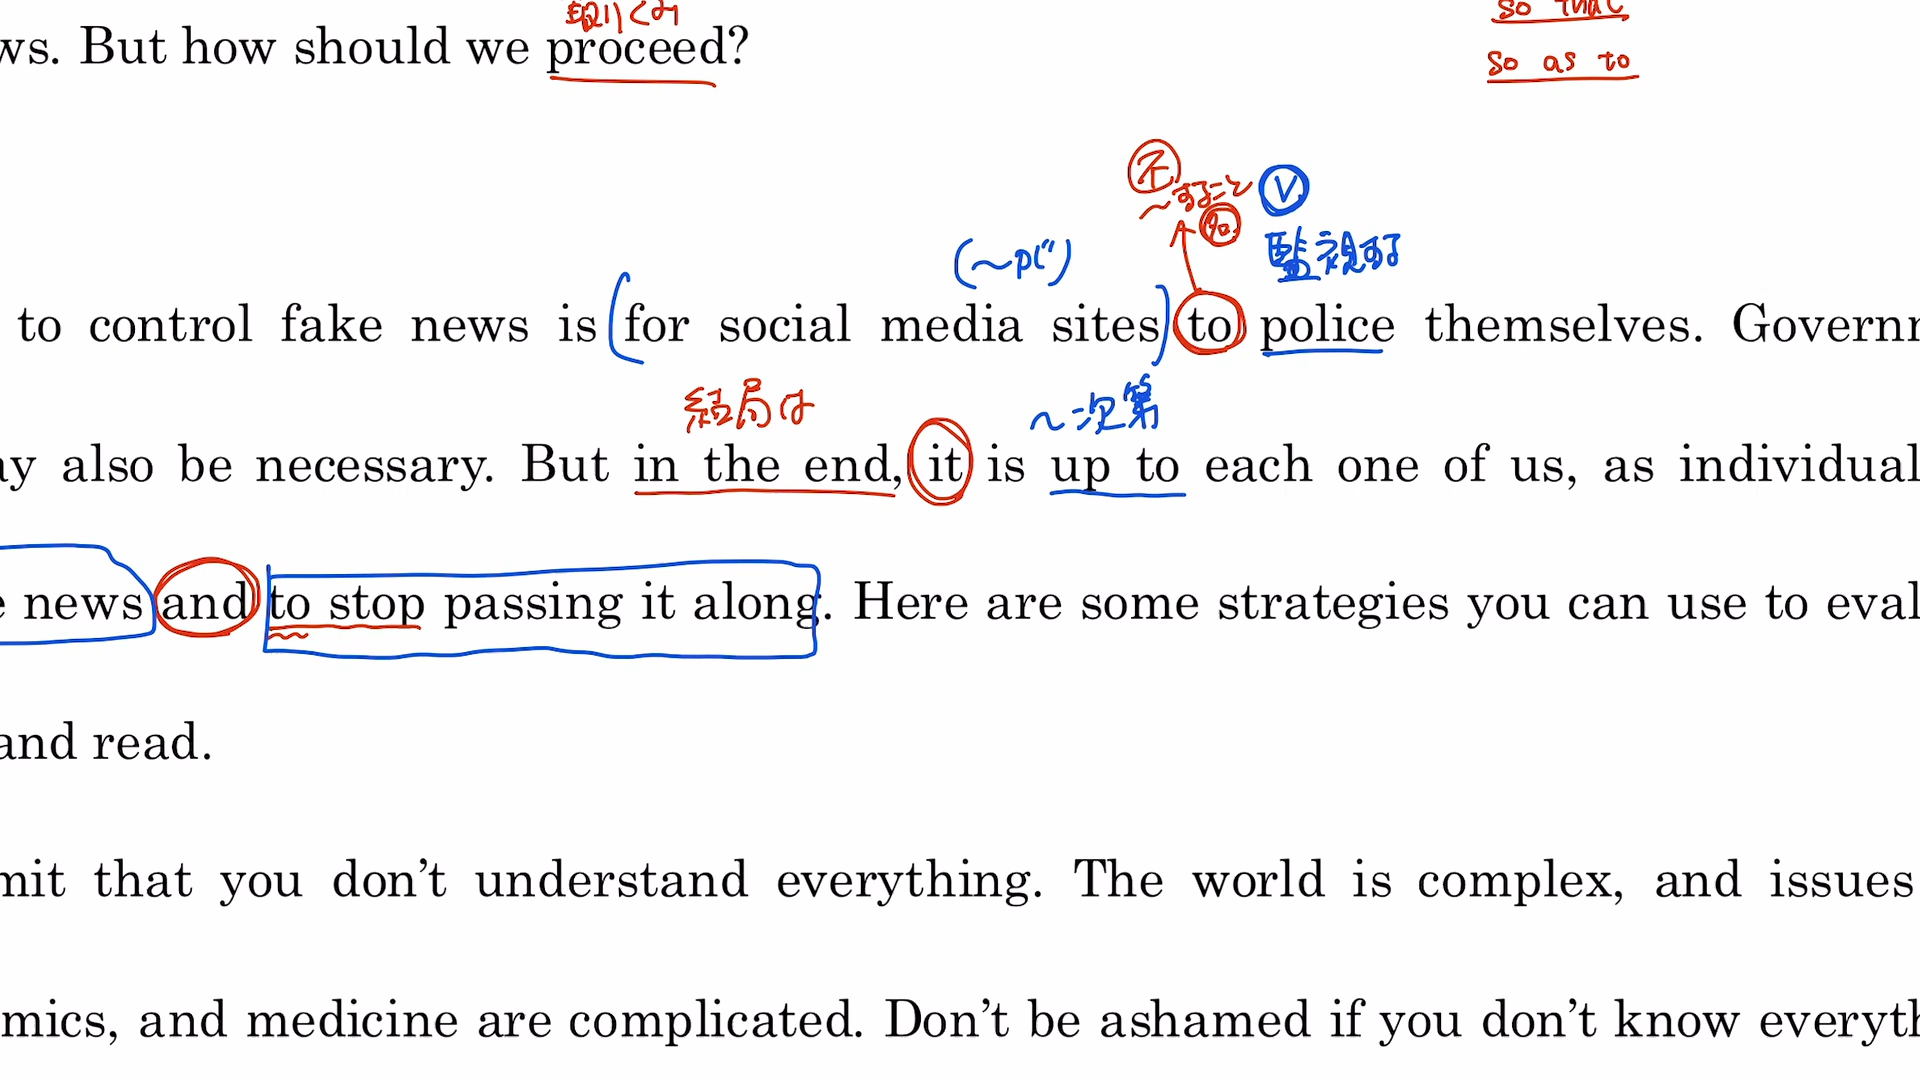 取りくみ
so that
ws. But how should we proceed?
so as to
不
~すること V
名
(~が) 監視する
to control fake news is (for social media sites) to police themselves. Governm
結局は ~次第
ay also be necessary. But in the end, it is up to each one of us, as individual
e news and to stop passing it along. Here are some strategies you can use to eval
and read.
mit that you don’t understand everything. The world is complex, and issues
mics, and medicine are complicated. Don’t be ashamed if you don’t know everyth